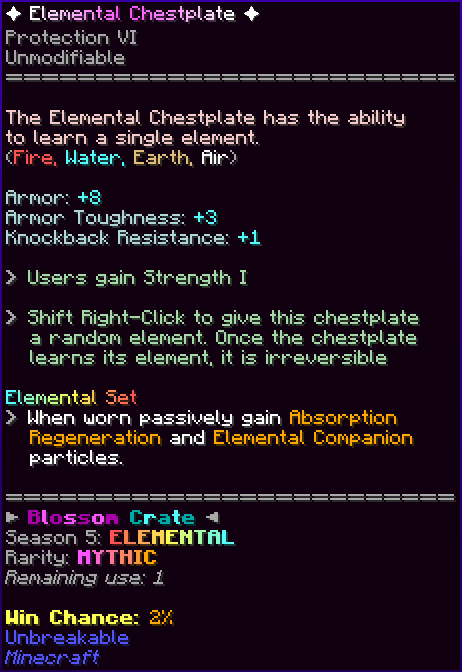 ✦ Elemental Chestplate ✦
Protection VI
Unmodifiable
================================
The Elemental Chestplate has the ability
to learn a single element.
(Fire, Water, Earth, Air)
Armor: +8
Armor Toughness: +3
Knockback Resistance: +1
> Users gain Strength I
> Shift Right-Click to give this chestplate
a random element. Once the chestplate
learns its element, it is irreversible
Elemental Set
> When worn passively gain Absorption
Regeneration and Elemental Companion
particles.
================================
► Blossom Crate ◄
Season 5: ELEMENTAL
Rarity: MYTHIC
Remaining use: 1
Win Chance: 2%
Unbreakable
Minecraft